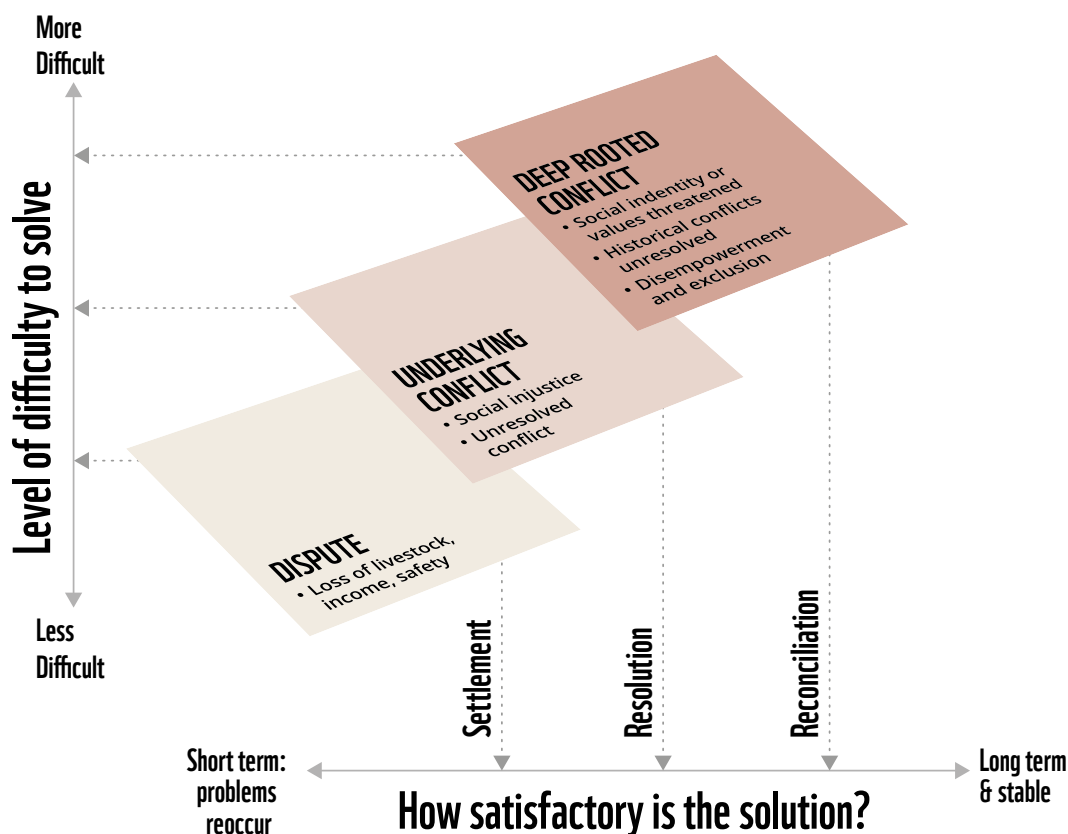 More
Difficult
Level of difficulty to solve
Less
Difficult
DEEP ROOTED
CONFLICT
• Social indentity or
values threatened
• Historical conflicts
unresolved
• Disempowerment
and exclusion
UNDERLYING
CONFLICT
• Social injustice
• Unresolved
conflict
DISPUTE
• Loss of livestock,
income, safety
Settlement
Resolution
Reconciliation
Short term:
problems
reoccur
How satisfactory is the solution?
Long term
& stable